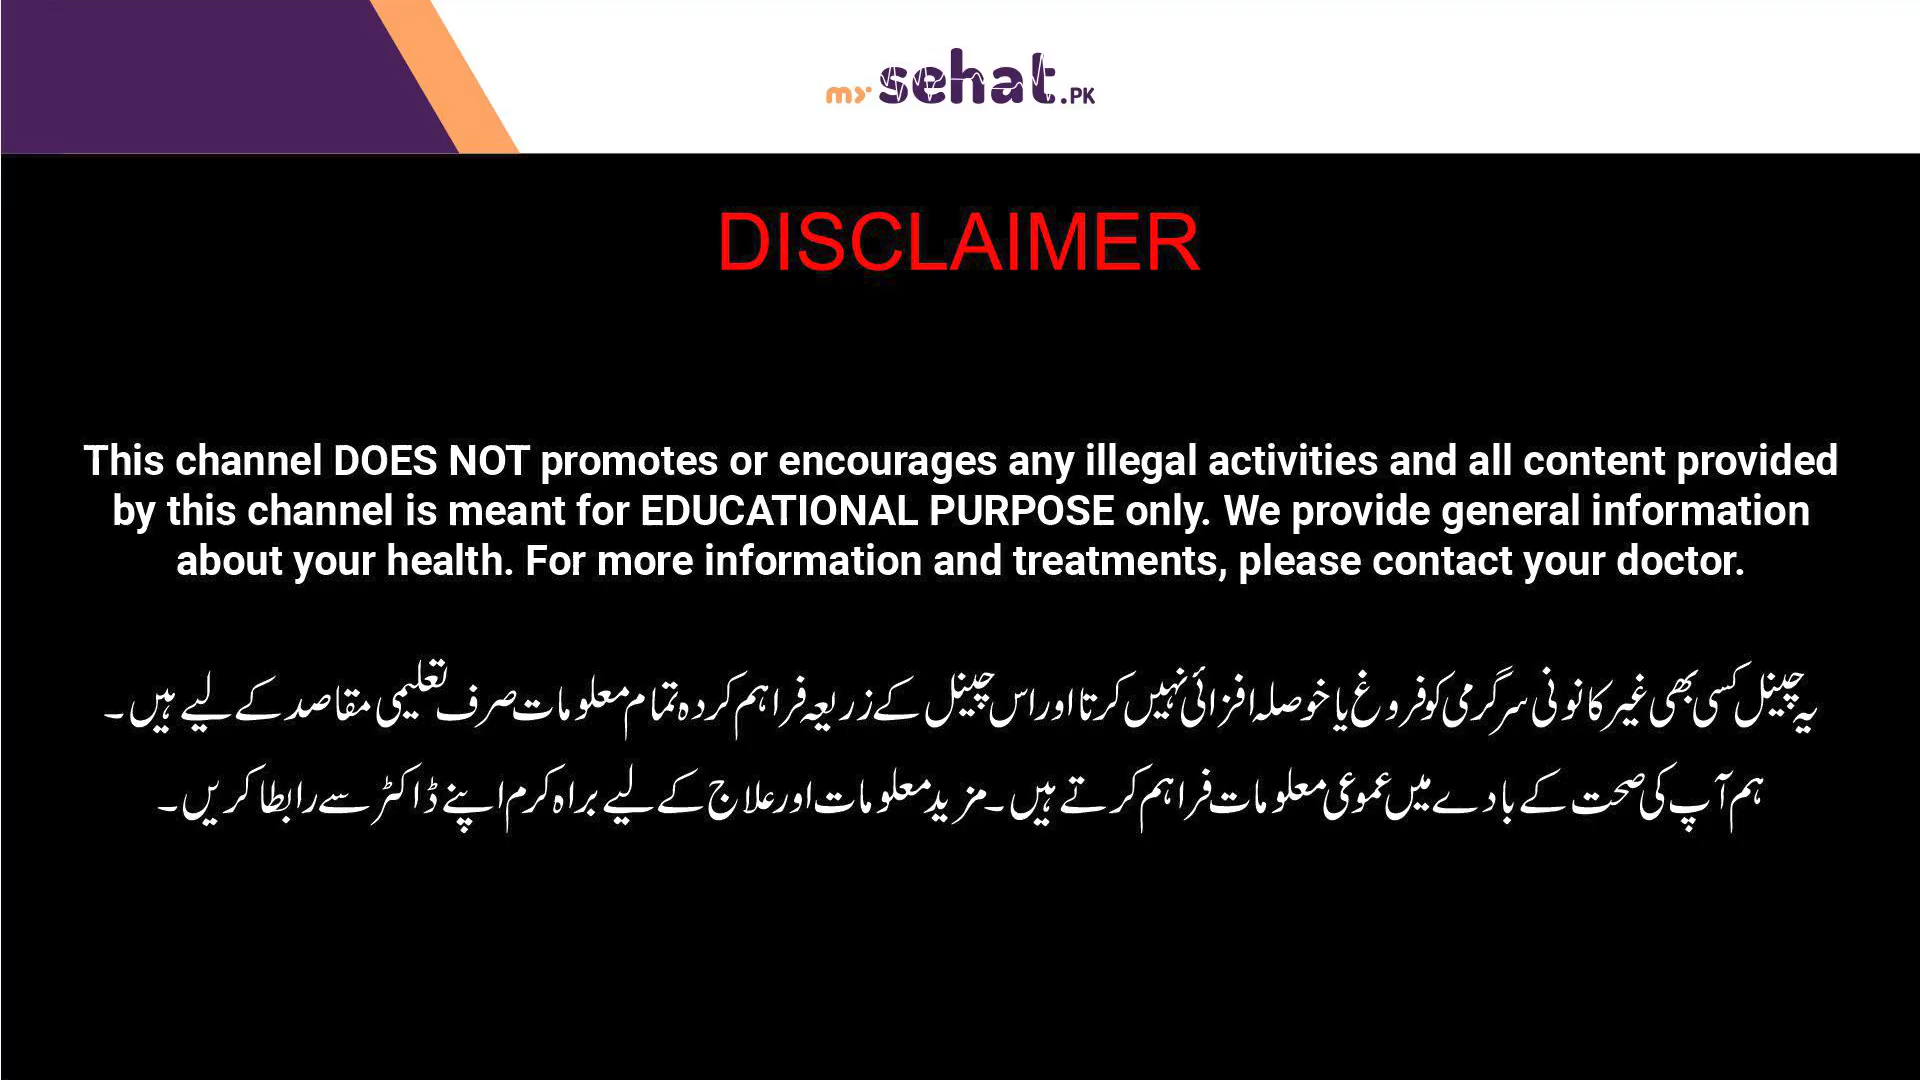 my sehat.PK
DISCLAIMER
This channel DOES NOT promotes or encourages any illegal activities and all content provided
by this channel is meant for EDUCATIONAL PURPOSE only. We provide general information
about your health. For more information and treatments, please contact your doctor.
یہ چینل کسی بھی غیر کانونی سرگرمی کو فروغ یا خوصلہ افزائی نہیں کرتا اور اس چینل کے زریعہ فراہم کردہ تمام معلومات صرف تعلیمی مقاصد کے لیے ہیں۔
ہم آپ کی صحت کے بادے میں عموعی معلومات فراہم کرتے ہیں۔ مزید معلومات اور علاج کے لیے براہ کرم اپنے ڈاکٹر سے رابطا کریں۔